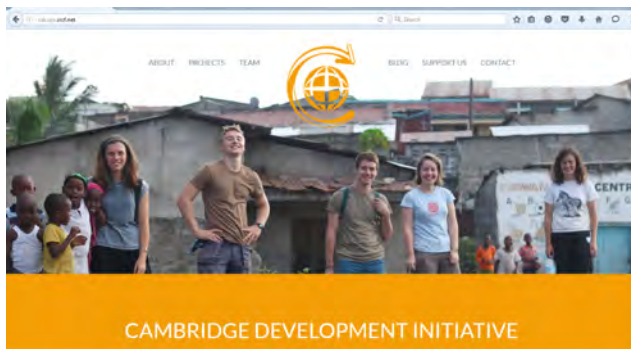 Search
ABOUT PROJECTS TEAM BLOG SUPPORT US CONTACT
CENTR
CAMBRIDGE DEVELOPMENT INITIATIVE